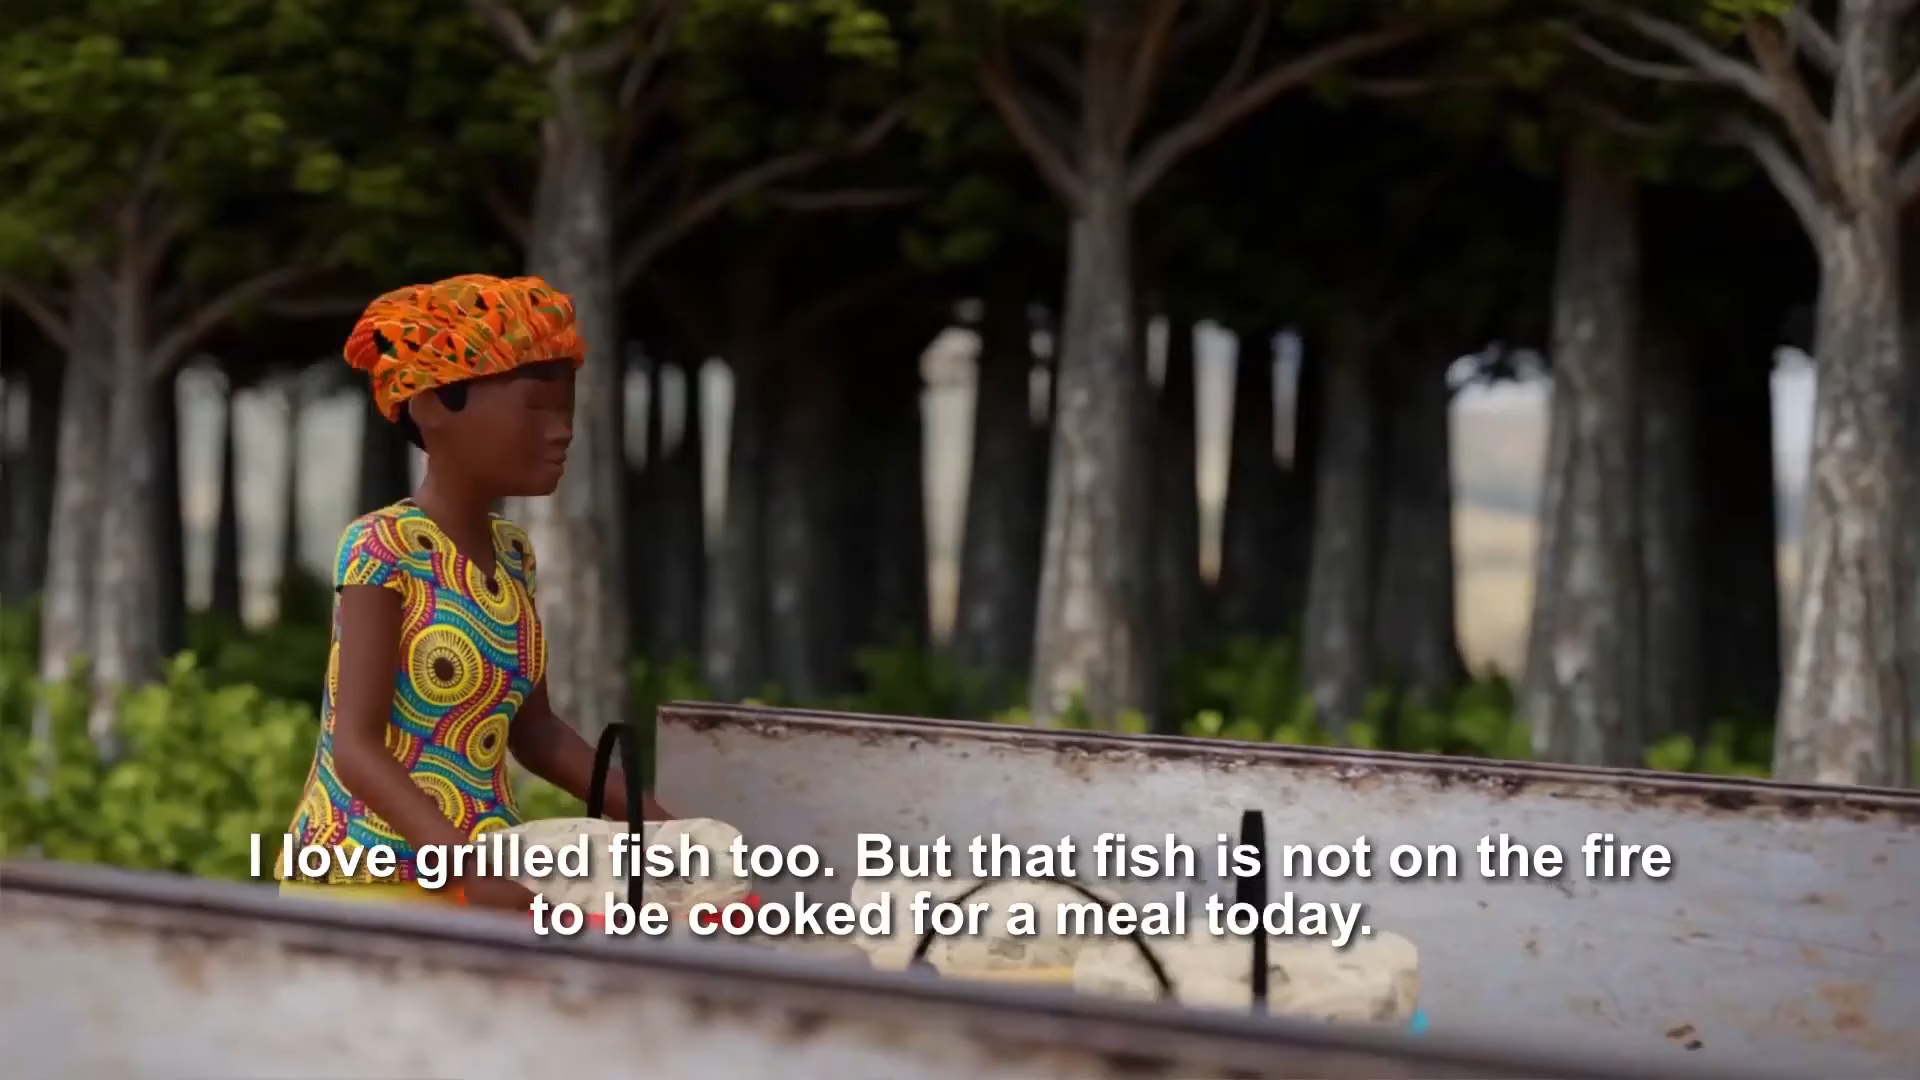 I love grilled fish too. But that fish is not on the fire
to be cooked for a meal today.